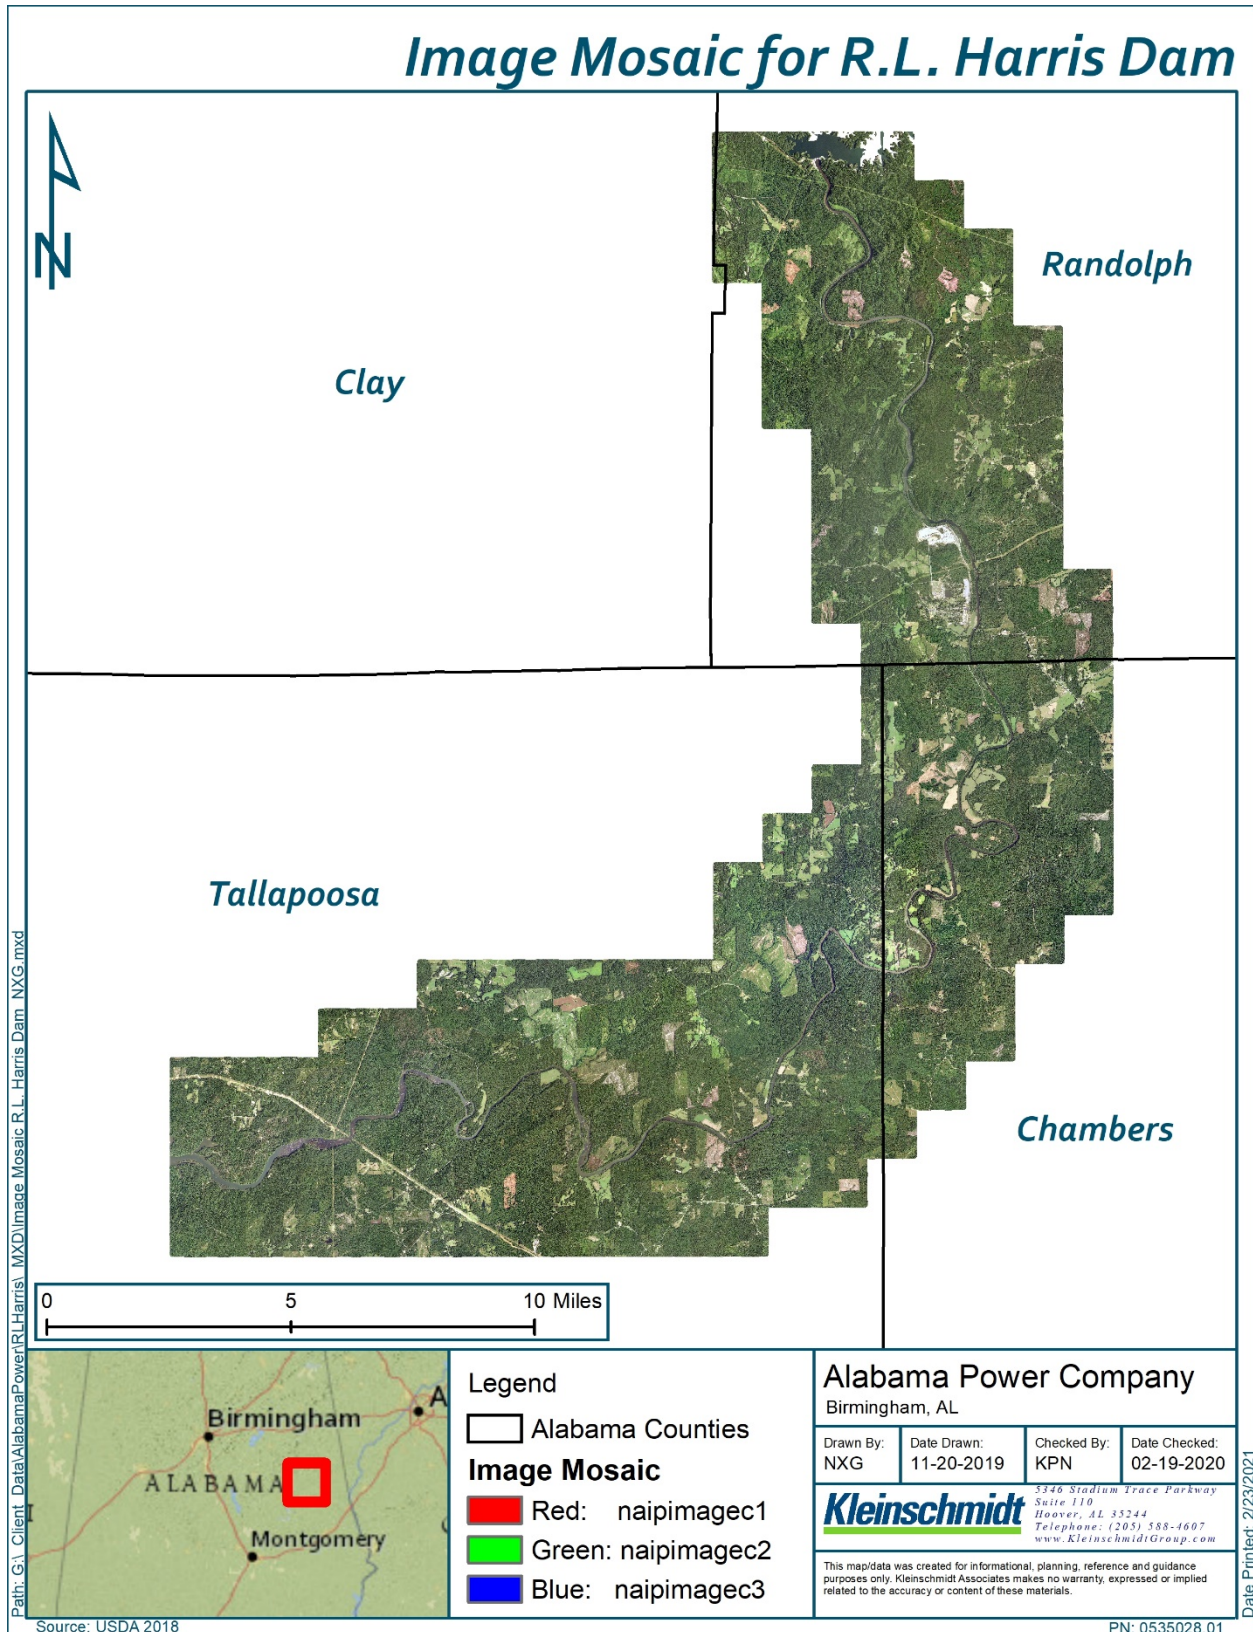 Image Mosaic for R.L. Harris Dam
N
Randolph
Clay
Tallapoosa
Chambers
0 5 10 Miles
Birmingham
A
ALABAMA
Montgomery
Legend
Alabama Counties
Image Mosaic
Red: naipimagec1
Green: naipimagec2
Blue: naipimagec3
Alabama Power Company
Birmingham, AL
Drawn By:
NXG
Date Drawn:
11-20-2019
Checked By:
KPN
Date Checked:
02-19-2020
Kleinschmidt
5346 Stadium Trace Parkway
Suite 110
Hoover, AL 35244
Telephone: (205) 588-4607
www.KleinschmidtGroup.com
This map/data was created for informational, planning, reference and guidance
purposes only. Kleinschmidt Associates makes no warranty, expressed or implied
related to the accuracy or content of these materials.
Path: G:\_Client_Data\AlabamaPower\RLHarris\_MXD\Image Mosaic R.L. Harris Dam_NXG.mxd
Date Printed: 2/23/2021
Source: USDA 2018
PN: 0535028.01